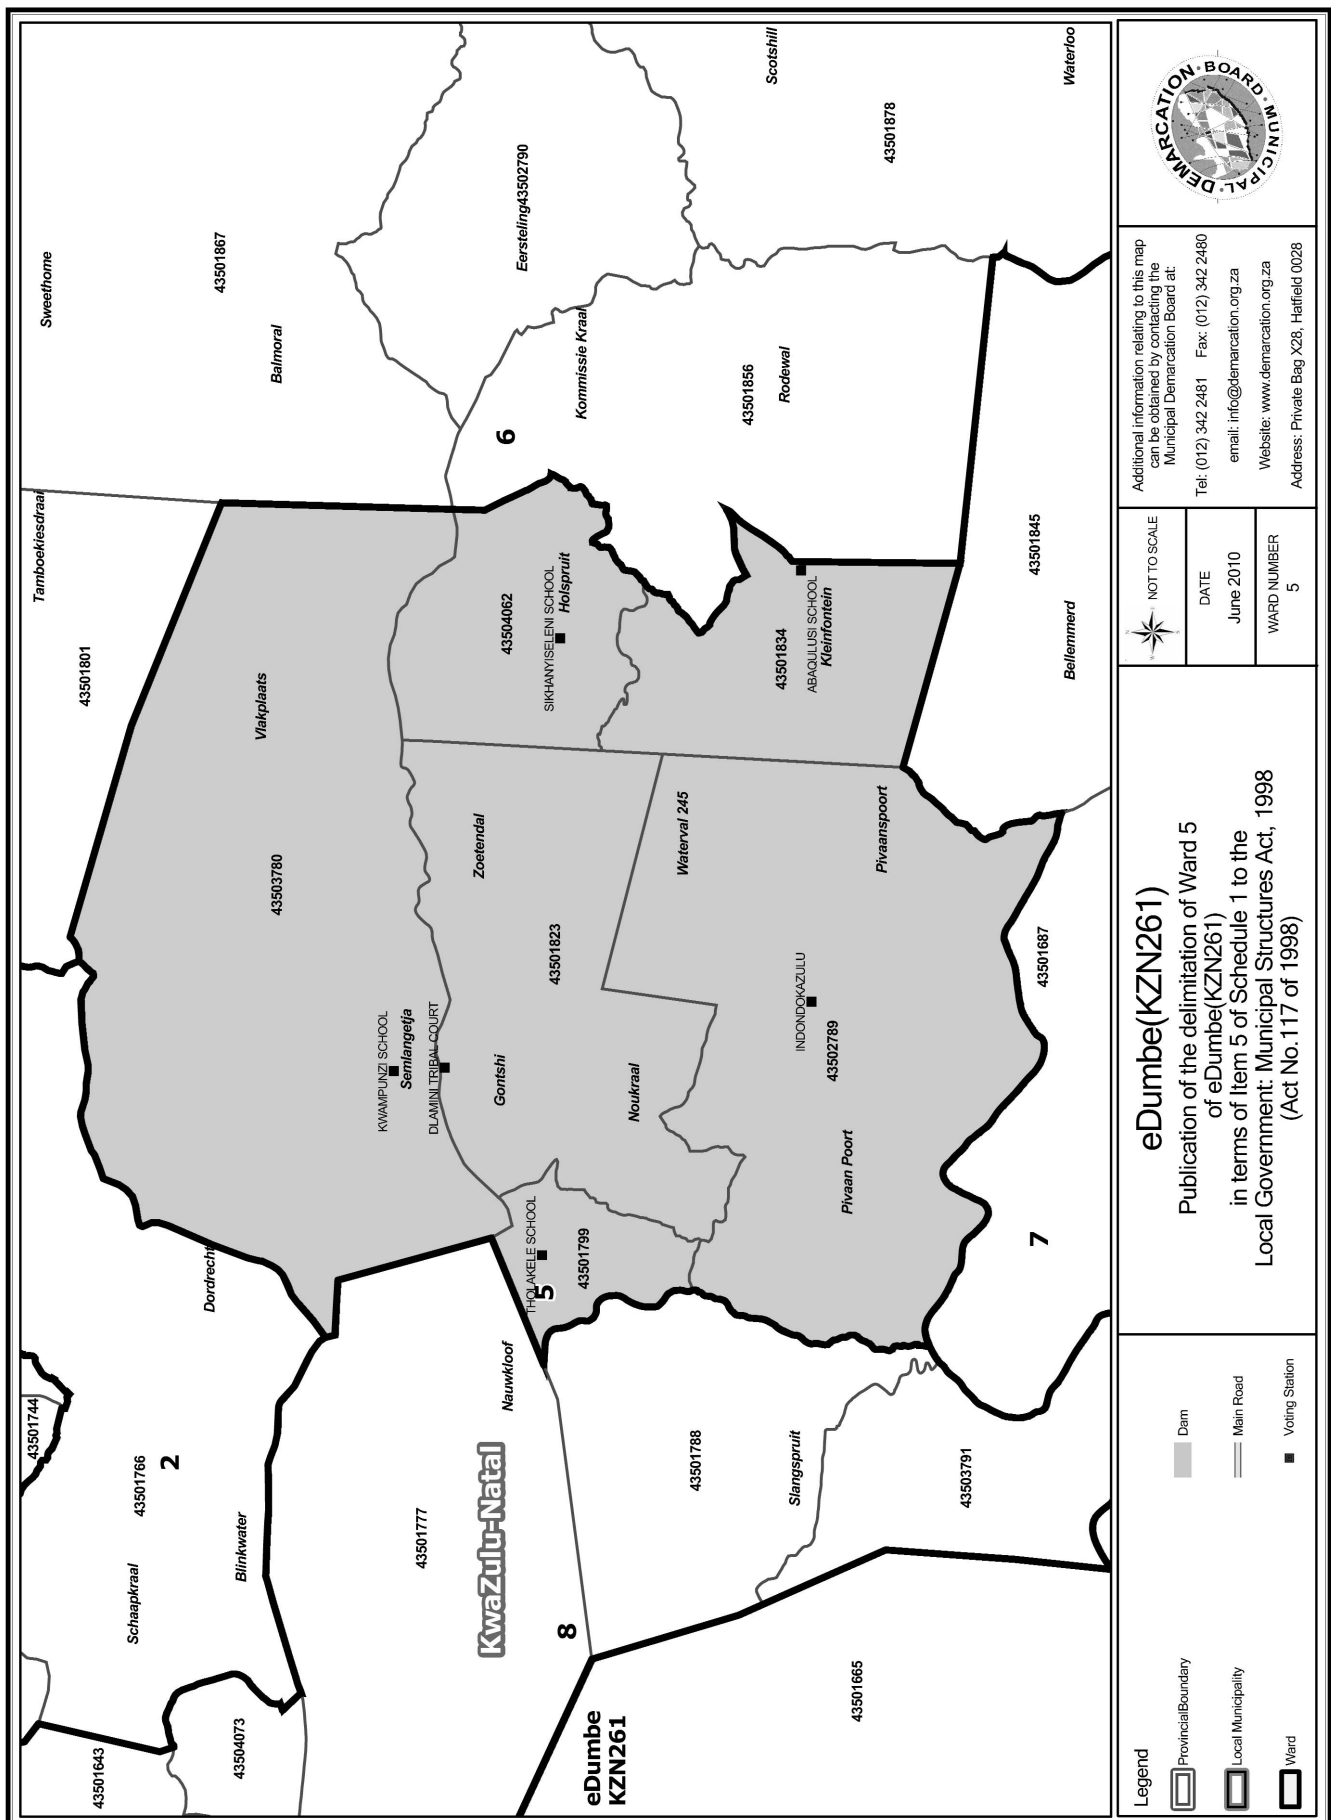 Sweethome
Tamboekiesdraai
43501801
43501867
Balmoral
Scotshill
Waterloo
43501878
Eersteling
43502790
Kommissie Kraal
6
43501856
Rodewal
43501845
Bellemmerd
Vlakplaats
43503780
43504062
SIKHANYISELENI SCHOOL
Holspruit
43501834
ABAQULUSI SCHOOL
Kleinfontein
Zoetendal
43501823
Waterval 245
Pivaanspoort
KWAMPUNZI SCHOOL
Semlangetja
DLAMINI TRIBAL COURT
Gontshi
Noukraal
INDONDOKAZULU
43502789
Pivaan Poort
43501687
7
THOLAKELE SCHOOL
5
43501799
Dordrecht
43501744
43501766
2
Schaapkraal
Blinkwater
Nauwkloof
43501777
KwaZulu-Natal
8
43501788
Slangspruit
43503791
43501643
43504073
eDumbe
KZN261
43501665
Legend
ProvincialBoundary
Local Municipality
Ward
Dam
Main Road
Voting Station
eDumbe(KZN261)
Publication of the delimitation of Ward 5
of eDumbe(KZN261)
in terms of Item 5 of Schedule 1 to the
Local Government: Municipal Structures Act, 1998
(Act No.117 of 1998)
NOT TO SCALE
DATE
June 2010
WARD NUMBER
5
Additional information relating to this map
can be obtained by contacting the
Municipal Demarcation Board at:
Tel: (012) 342 2481 Fax: (012) 342 2480
email: info@demarcation.org.za
Website: www.demarcation.org.za
Address: Private Bag X28, Hatfield 0028
MUNICIPAL · DEMARCATION · BOARD